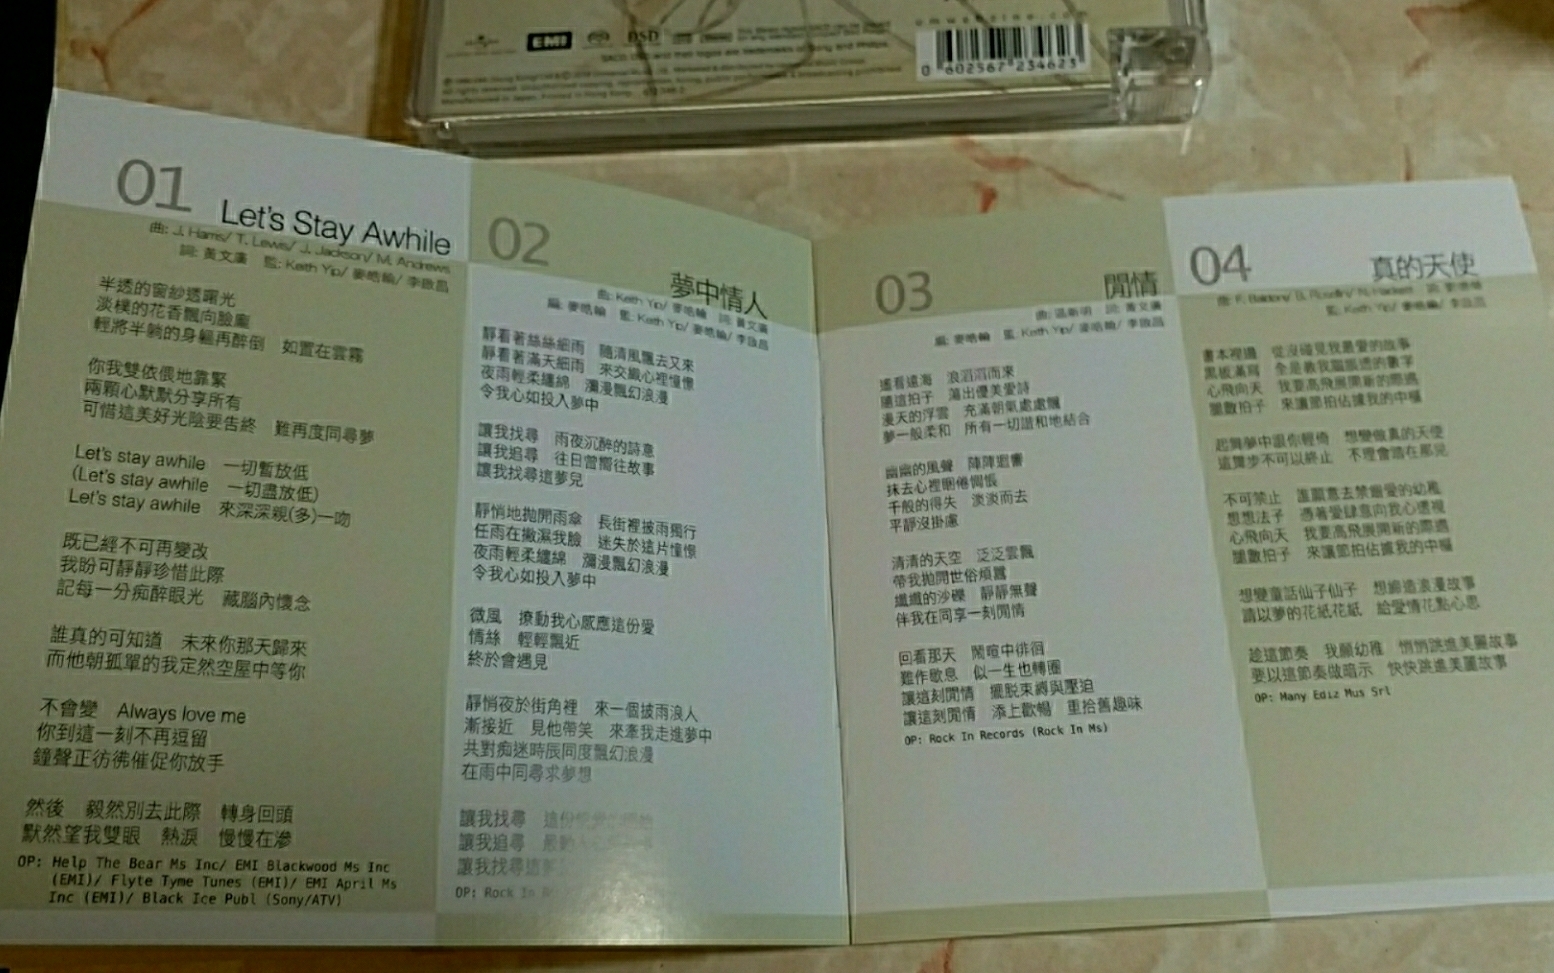 EMI
DSD
0 602567 234623
01
Let's Stay Awhile
曲: J. Harris/ T. Lewis/ J. Jackson/ M. Andrews
詞: 黃文廣 監: Keith Yip/ 麥皓輪/ 李啟昌
半透的窗紗透曙光
淡樸的花香飄向臉龐
輕將半躺的身軀再醉倒 如置在雲霧
你我雙依偎地靠緊
兩顆心默默分享所有
可惜這美好光陰要告終 難再度同尋夢
Let's stay awhile 一切暫放低
(Let's stay awhile 一切盡放低)
Let's stay awhile 來深深親(多)一吻
既已經不可再變改
我盼可靜靜珍惜此際
記每一分痴醉眼光 藏腦內懷念
誰真的可知道 未來你那天歸來
而他朝孤單的我定然空屋中等你
不會變 Always love me
你到這一刻不再逗留
鐘聲正彷彿催促你放手
然後 毅然別去此際 轉身回頭
默然望我雙眼 熱淚 慢慢在滲
OP: Help The Bear Ms Inc/ EMI Blackwood Ms Inc
(EMI)/ Flyte Tyme Tunes (EMI)/ EMI April Ms
Inc (EMI)/ Black Ice Publ (Sony/ATV)
02
夢中情人
曲: Keith Yip/ 麥皓輪 詞: 黃文廣
編: 麥皓輪 監: Keith Yip/ 麥皓輪/ 李啟昌
靜看著絲絲細雨 隨清風飄去又來
靜看著滿天細雨 來交織心裡憧憬
夜雨輕柔纏綿 瀰漫飄幻浪漫
令我心如投入夢中
讓我找尋 雨夜沉醉的詩意
讓我追尋 往日曾嚮往故事
讓我找尋這夢兒
靜悄地拋開雨傘 長街裡披雨獨行
任雨在撇濕我臉 迷失於這片憧憬
夜雨輕柔纏綿 瀰漫飄幻浪漫
令我心如投入夢中
微風 撩動我心感應這份愛
情絲 輕輕飄近
終於會遇見
靜悄夜於街角裡 來一個披雨浪人
漸接近 見他帶笑 來牽我走進夢中
共對痴迷時辰同度飄幻浪漫
在雨中同尋求夢想
讓我找尋 這份
讓我追尋
讓我找尋這
OP: Rock In
03
閒情
曲: 區新明 詞: 黃文廣
編: 麥皓輪 監: Keith Yip/ 麥皓輪/ 李啟昌
遙看遠海 浪滔滔而來
隨這拍子 蕩出優美愛詩
漫天的浮雲 充滿朝氣處處飄
夢一般柔和 所有一切諧和地結合
幽幽的風聲 陣陣迴響
抹去心裡睏倦惆悵
千般的得失 淡淡而去
平靜沒掛慮
清清的天空 泛泛雲飄
帶我拋開世俗煩囂
纖纖的沙礫 靜靜無聲
伴我在同享一刻閒情
回看那天 鬧喧中徘徊
難作歇息 似一生也轉圈
讓這刻閒情 擺脫束縛與壓迫
讓這刻閒情 添上歡暢 重拾舊趣味
OP: Rock In Records (Rock In Ms)
04
真的天使
監: Keith Yip/ 麥皓輪/ 李啟昌
書本裡攝 從沒碰見我最愛的故事
黑板滿寫 全是教我腦脹透的數字
心飛向天 我要高飛展開新的際遇
墮數拍子 來讓節拍佔據我的中樞
起舞夢中跟你輕倚 想變做真的天使
這舞步不可以終止 不理會踏在那兒
不可禁止 誰願意去禁錮愛的幼稚
想想法子 憑著愛肆意向我心透視
心飛向天 我要高飛展開新的際遇
墮數拍子 來讓節拍佔據我的中樞
想變童話仙子仙子 想締造浪漫故事
請以夢的花紙花紙 給愛情花點心思
趁這節奏 我願幼稚 悄悄跳進美麗故事
要以這節奏做暗示 快快跳進美麗故事
OP: Many Ediz Mus Srl